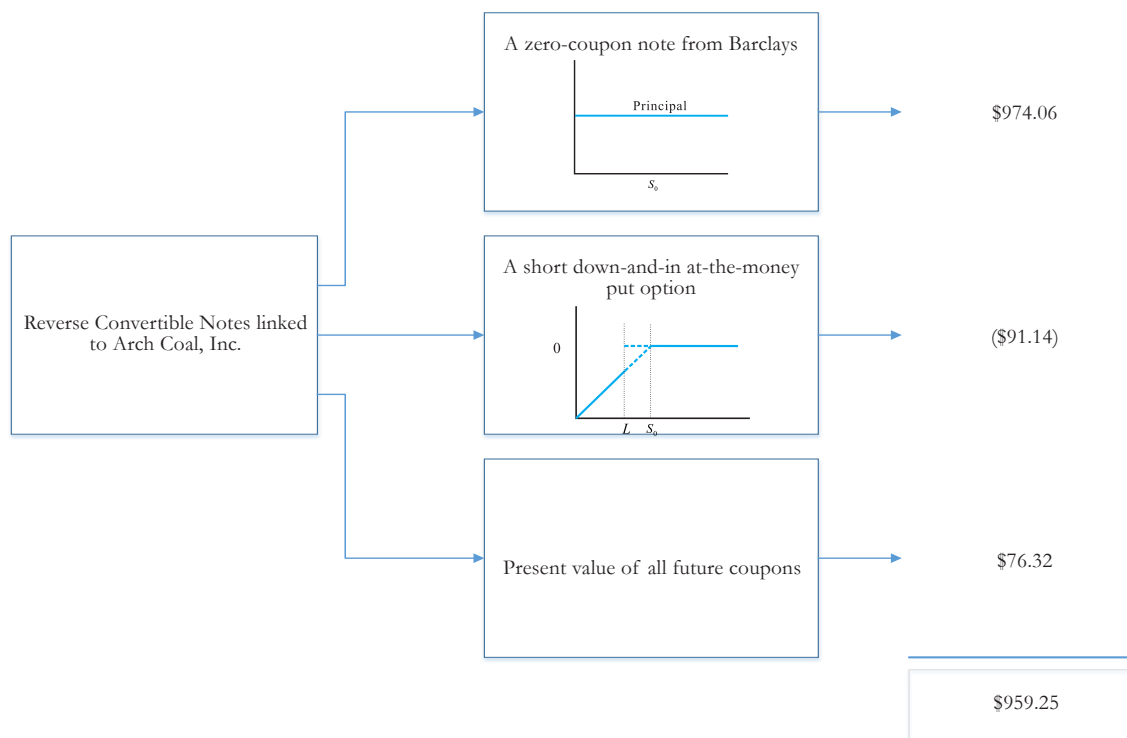 A zero-coupon note from Barclays
Principal
S0
$974.06
Reverse Convertible Notes linked
to Arch Coal, Inc.
A short down-and-in at-the-money
put option
0
L S0
($91.14)
Present value of all future coupons
$76.32
$959.25